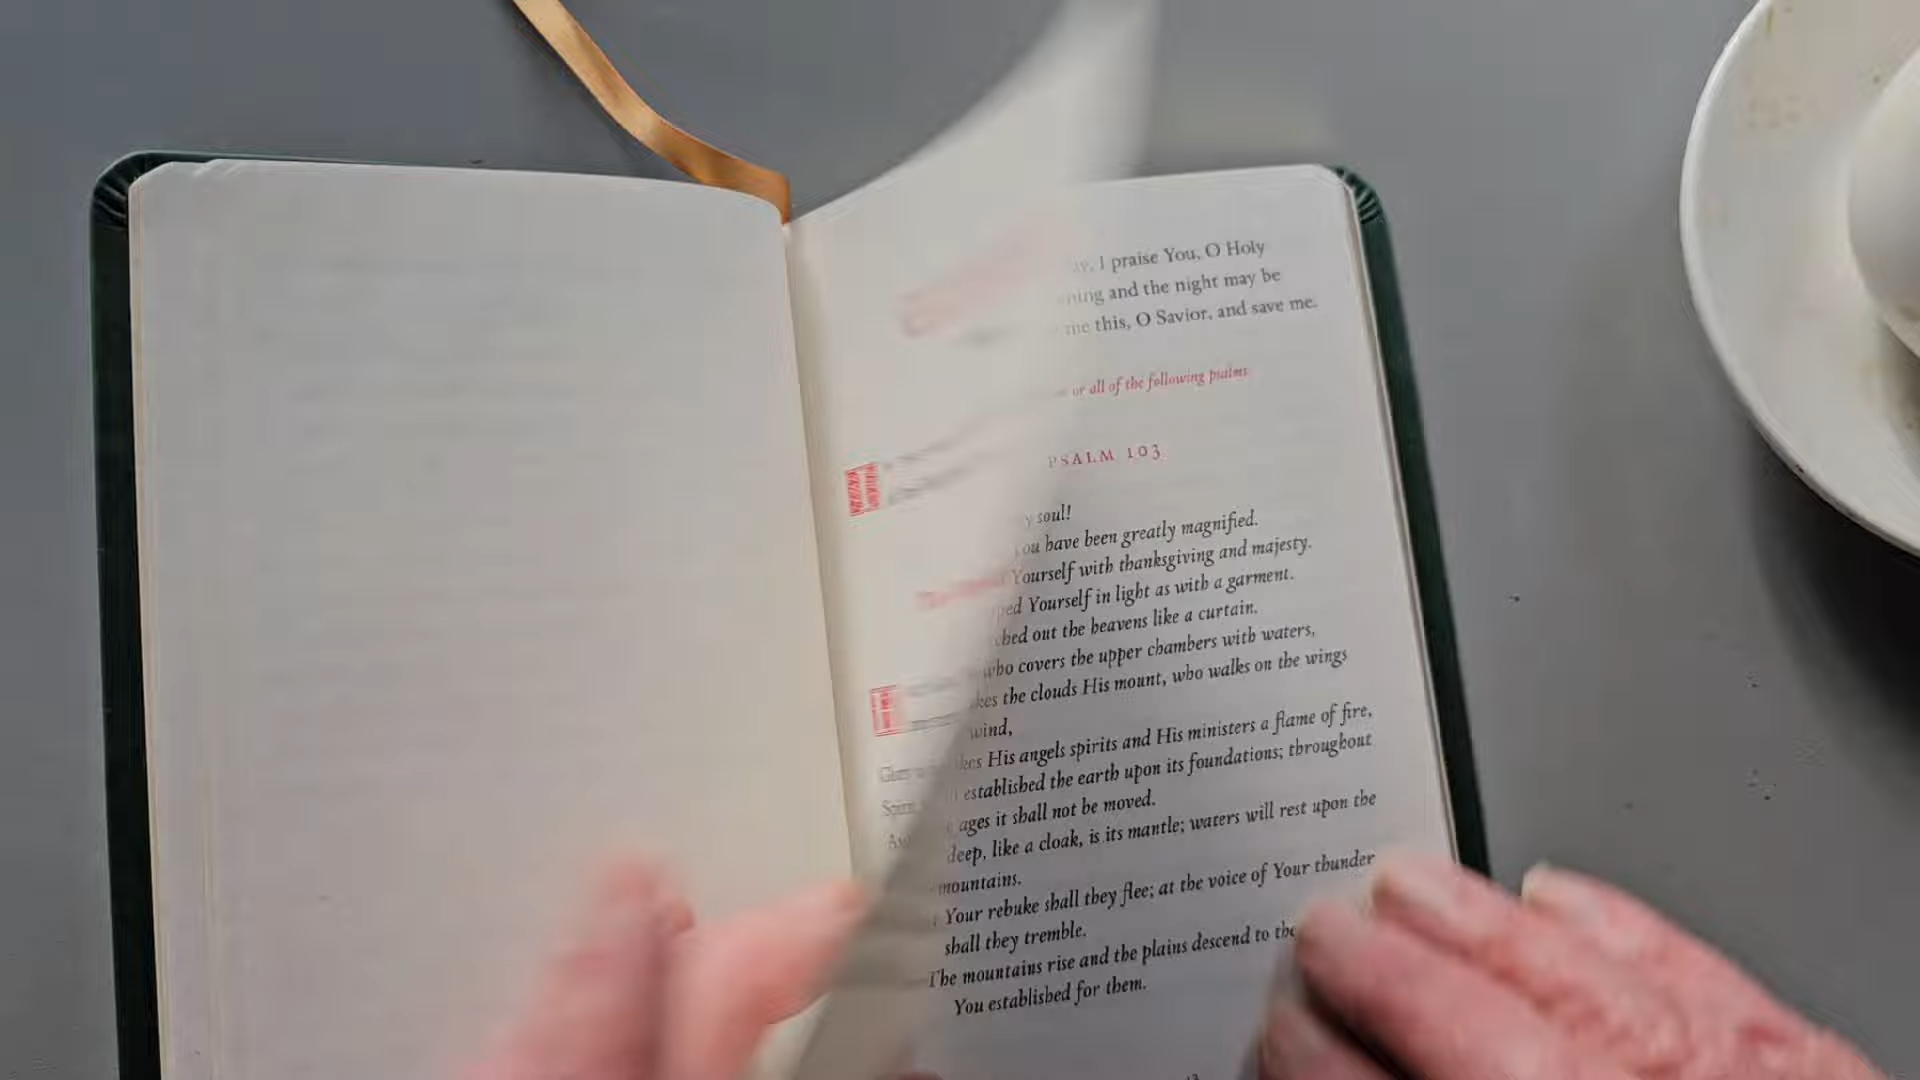 I praise You, O Holy
and the night may be
me this, O Savior, and save me.
or all of the following psalms
PSALM 103
soul!
have been greatly magnified.
Yourself with thanksgiving and majesty.
Yourself in light as with a garment.
out the heavens like a curtain.
who covers the upper chambers with waters,
the clouds His mount, who walks on the wings
wind,
His angels spirits and His ministers a flame of fire,
established the earth upon its foundations; throughout
ages it shall not be moved.
deep, like a cloak, is its mantle; waters will rest upon the
mountains.
Your rebuke shall they flee; at the voice of Your thunder
shall they tremble.
The mountains rise and the plains descend to the
You established for them.